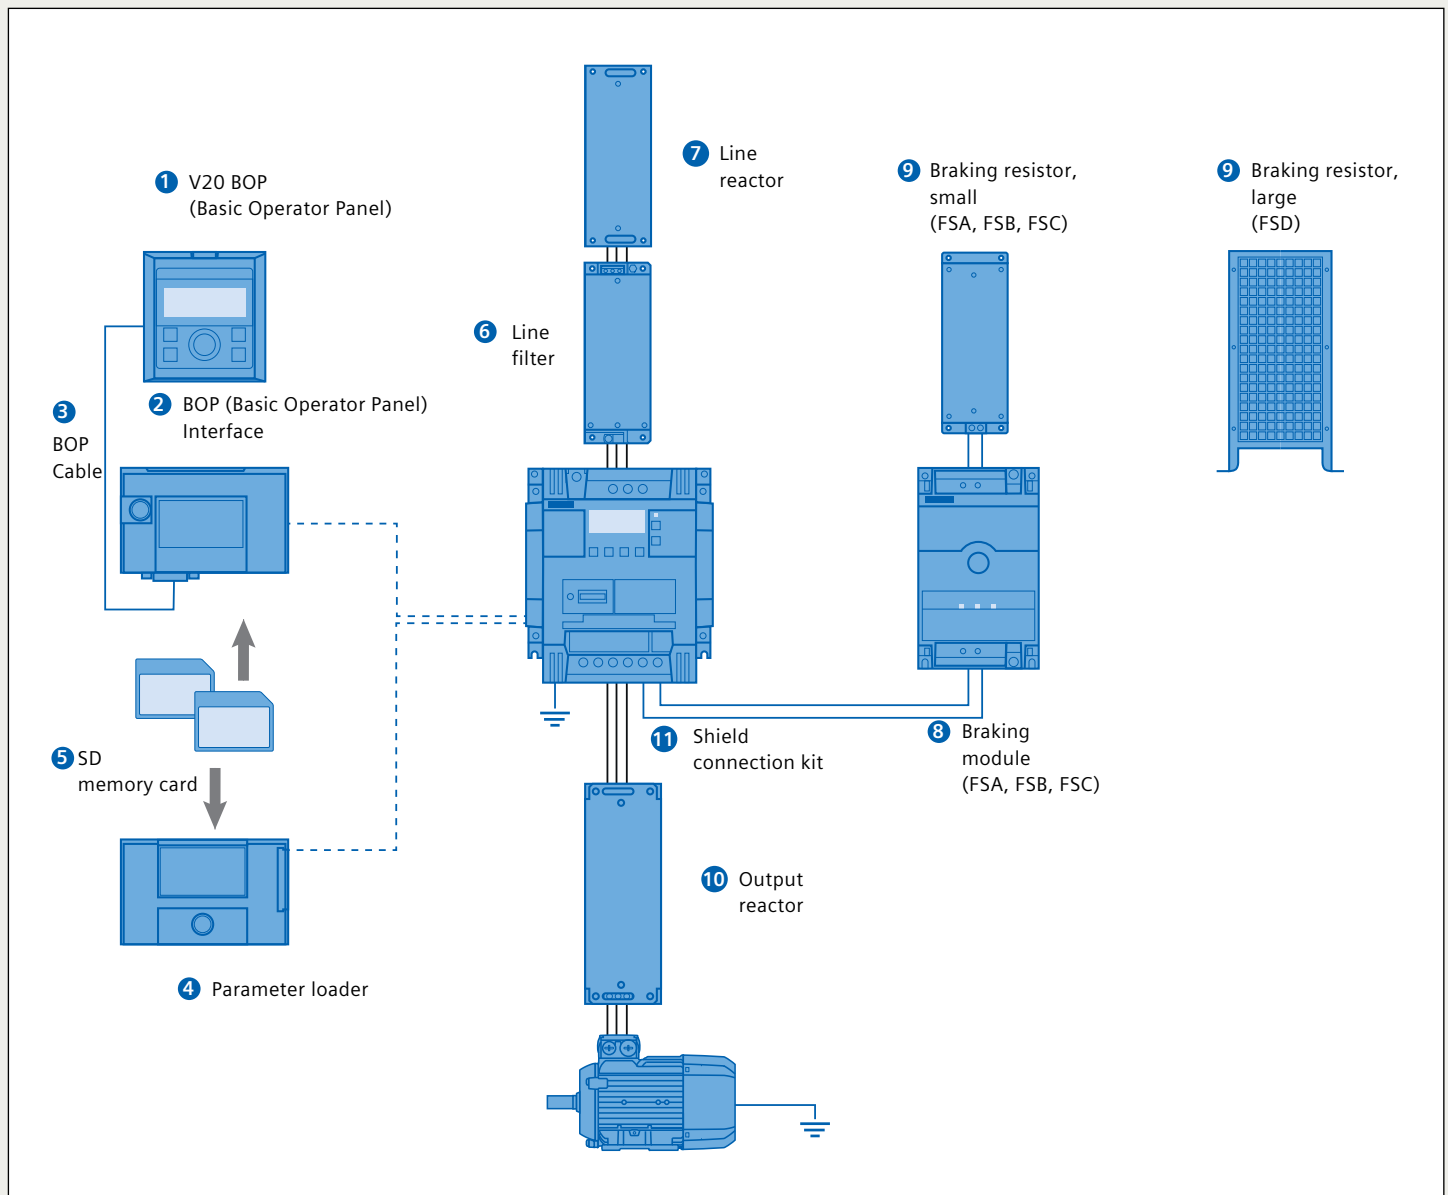 1 V20 BOP
(Basic Operator Panel)
2 BOP (Basic Operator Panel)
Interface
3
BOP
Cable
4 Parameter loader
5 SD
memory card
6 Line
filter
7 Line
reactor
8 Braking
module
(FSA, FSB, FSC)
9 Braking resistor,
small
(FSA, FSB, FSC)
9 Braking resistor,
large
(FSD)
10 Output
reactor
11 Shield
connection kit